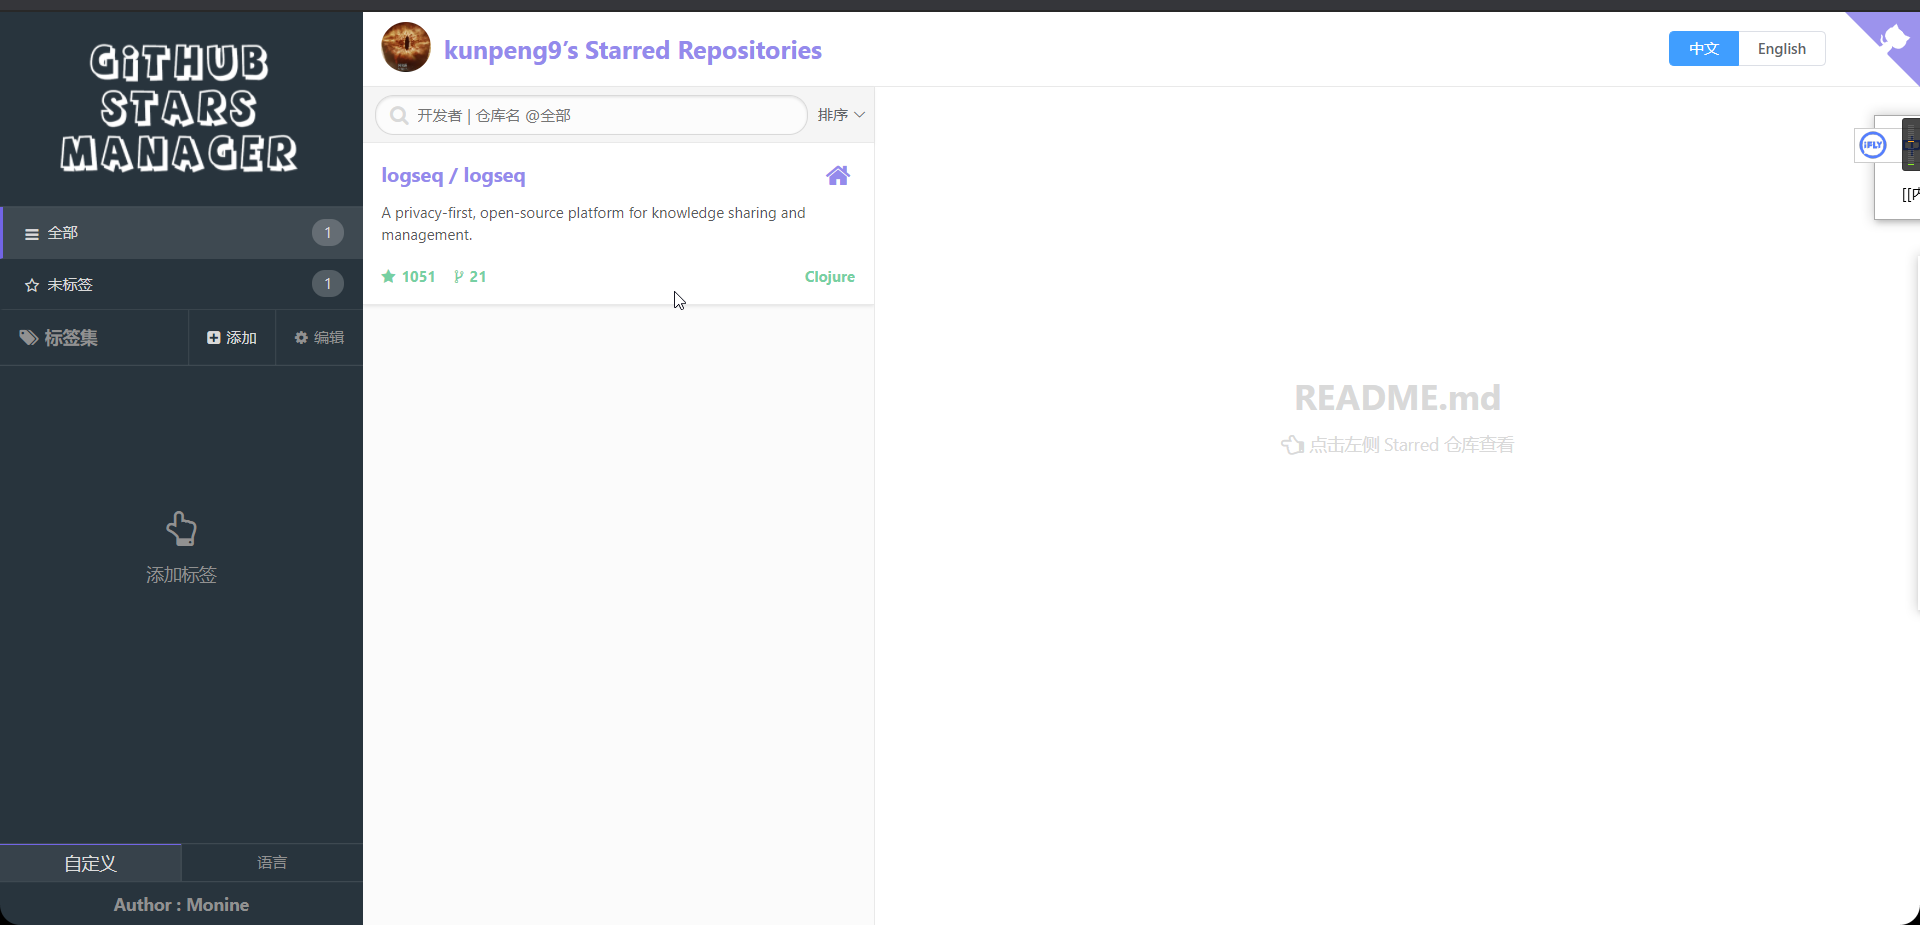 GiTHUB
STARS
MANAGER
全部 1
未标签 1
标签集 添加 编辑
添加标签
自定义 语言
Author : Monine
kunpeng9's Starred Repositories
中文 English
开发者 | 仓库名 @全部 排序
logseq / logseq
A privacy-first, open-source platform for knowledge sharing and
management.
1051 21 Clojure
README.md
点击左侧 Starred 仓库查看
iFLY